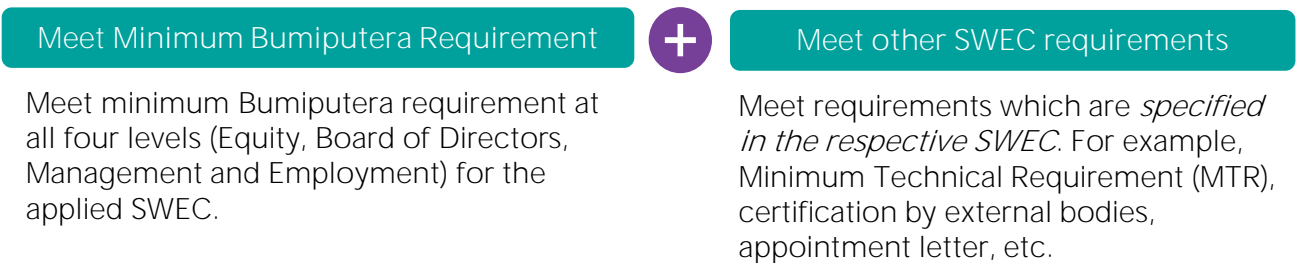 Meet Minimum Bumiputera Requirement
+
Meet other SWEC requirements
Meet minimum Bumiputera requirement at
all four levels (Equity, Board of Directors,
Management and Employment) for the
applied SWEC.
Meet requirements which are specified
in the respective SWEC. For example,
Minimum Technical Requirement (MTR),
certification by external bodies,
appointment letter, etc.